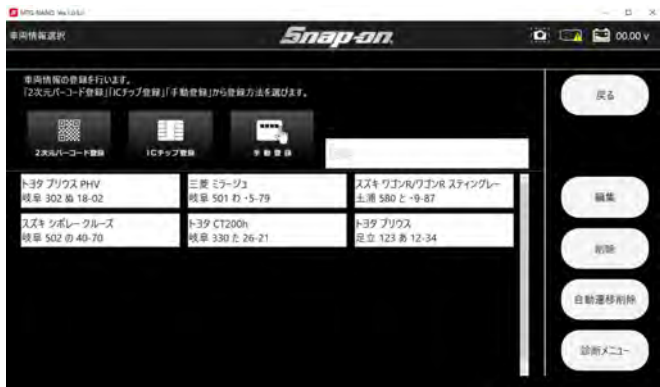 MTG-NANO Ver.1.0.6.0
車両情報選択
Snap-on
00.00 v
車両情報の登録を行います。
「2次元バーコード登録」「ICチップ登録」「手動登録」から登録方法を選びます。
2次元バーコード登録
ICチップ登録
手動登録
戻る
トヨタ プリウス PHV
岐阜 302 ぬ 18-02
三菱 ミラージュ
岐阜 501 わ ・5-79
スズキ ワゴンR/ワゴンR スティングレー
土浦 580 と ・9-87
編集
スズキ シボレー クルーズ
岐阜 502 の 40-70
トヨタ CT200h
岐阜 330 た 26-21
トヨタ プリウス
足立 123 あ 12-34
削除
自動遷移削除
診断メニュー